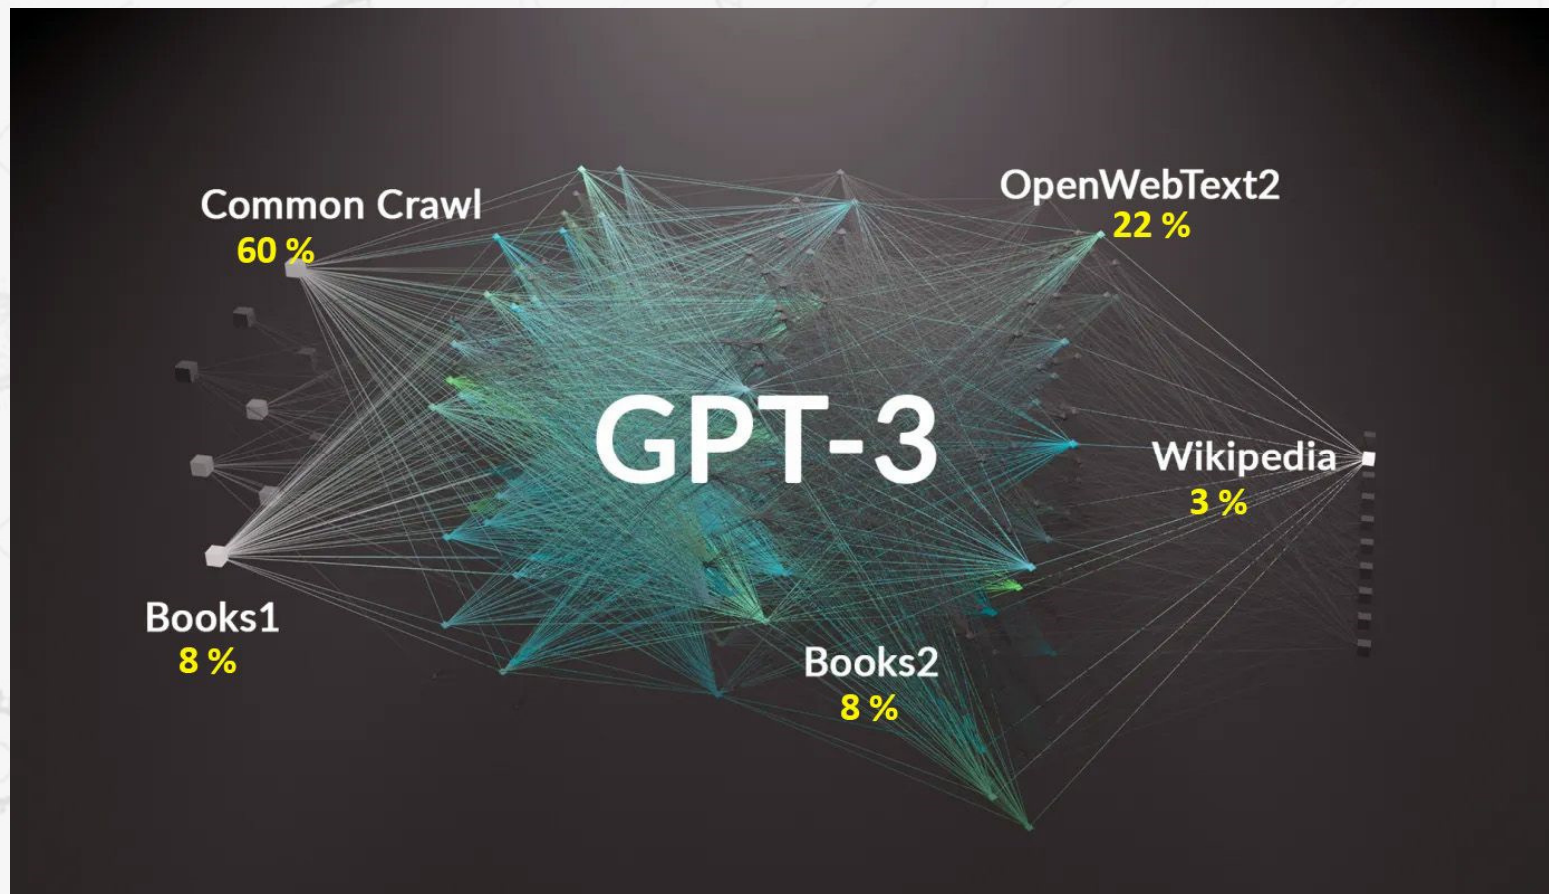 Common Crawl
60 %
OpenWebText2
22 %
GPT-3
Wikipedia
3 %
Books1
8 %
Books2
8 %